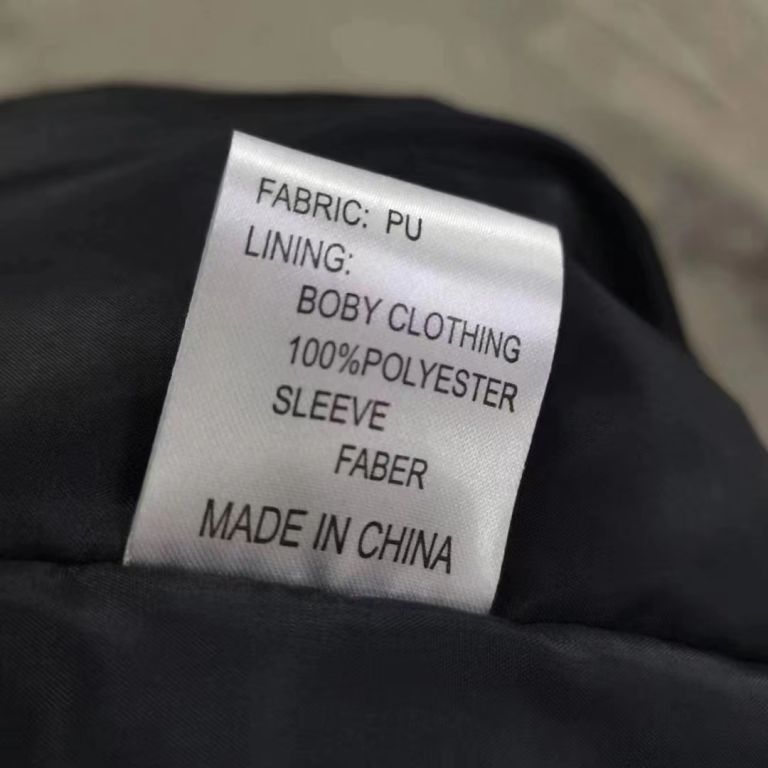 FABRIC: PU
LINING:
BOBY CLOTHING
100%POLYESTER
SLEEVE
FABER
MADE IN CHINA